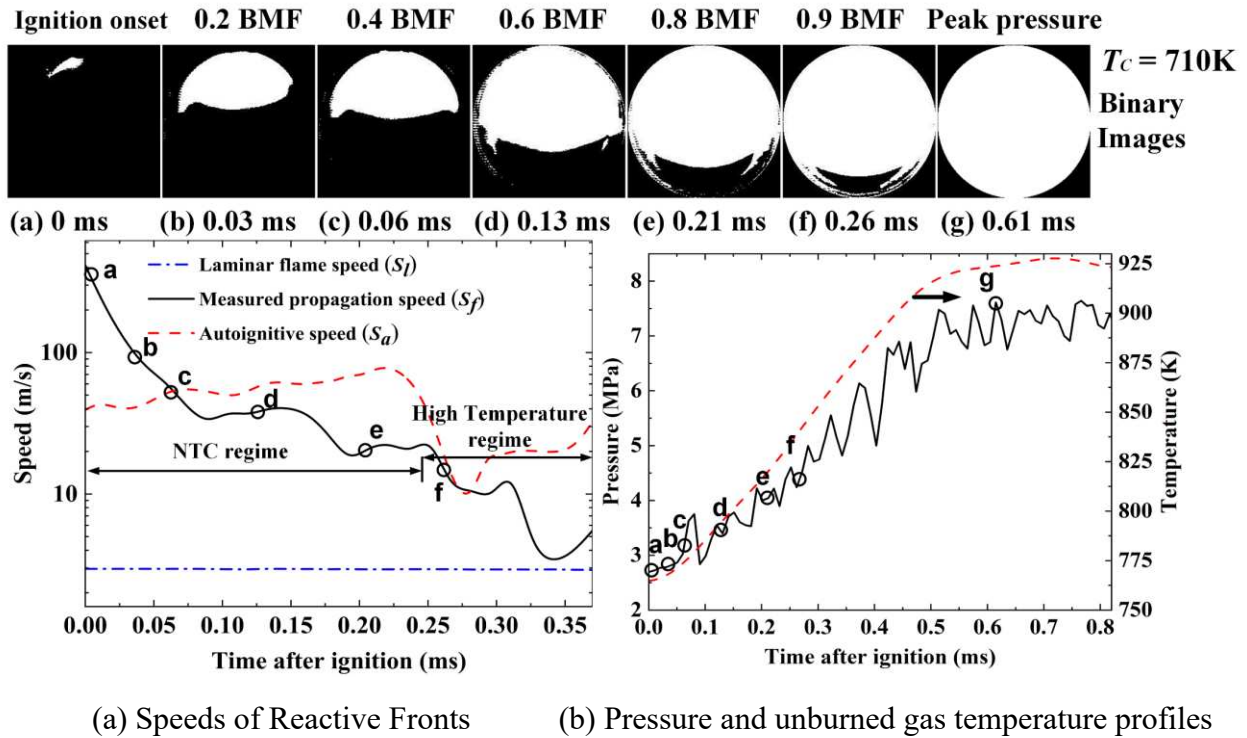 Ignition onset 0.2 BMF 0.4 BMF 0.6 BMF 0.8 BMF 0.9 BMF Peak pressure
Tc = 710K
Binary
Images
(a) 0 ms (b) 0.03 ms (c) 0.06 ms (d) 0.13 ms (e) 0.21 ms (f) 0.26 ms (g) 0.61 ms
Laminar flame speed (Sl)
Measured propagation speed (Sf)
Autoignitive speed (Sa)
a
b
c
d
e
f
High Temperature
regime
NTC regime
Speed (m/s)
100
10
0.00 0.05 0.10 0.15 0.20 0.25 0.30 0.35
Time after ignition (ms)
Pressure (MPa)
8
7
6
5
4
3
2
a
b
c
d
e
f
g
925
900
875
850
825
800
775
750
Temperature (K)
0.0 0.1 0.2 0.3 0.4 0.5 0.6 0.7 0.8
Time after ignition (ms)
(a) Speeds of Reactive Fronts (b) Pressure and unburned gas temperature profiles